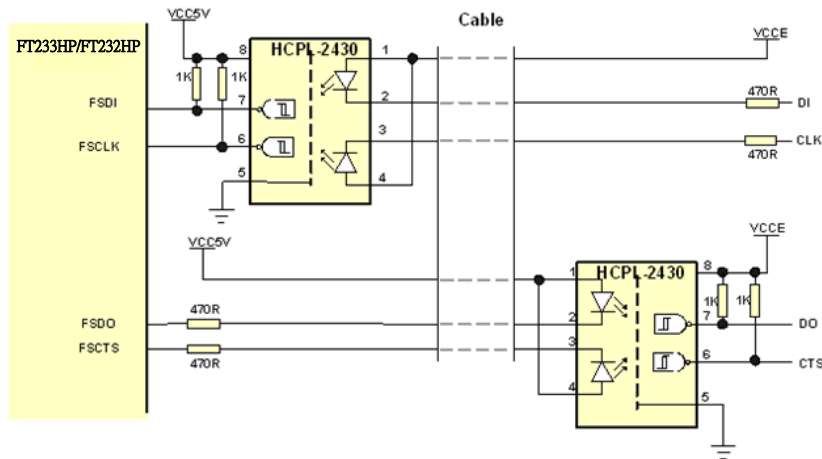 Cable
VCC5V
VCCE
FT233HP/FT232HP
8
HCPL-2430
1
1K
1K
470R
FSDI
7
2
DI
FSCLK
6
3
CLK
470R
5
4
VCC5V
VCCE
1
HCPL-2430
8
1K
1K
470R
FSDO
2
7
DO
FSCTS
3
6
CTS
470R
4
5